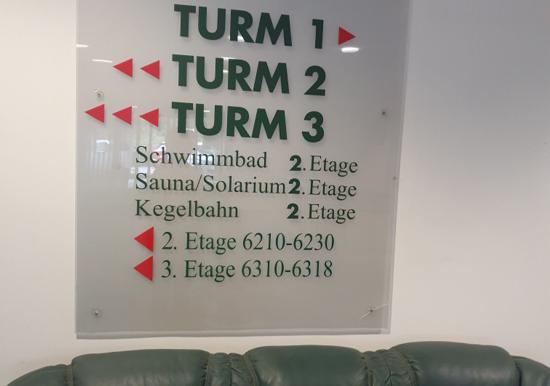 TURM 1
TURM 2
TURM 3
Schwimmbad 2. Etage
Sauna/Solarium 2. Etage
Kegelbahn 2. Etage
2. Etage 6210-6230
3. Etage 6310-6318